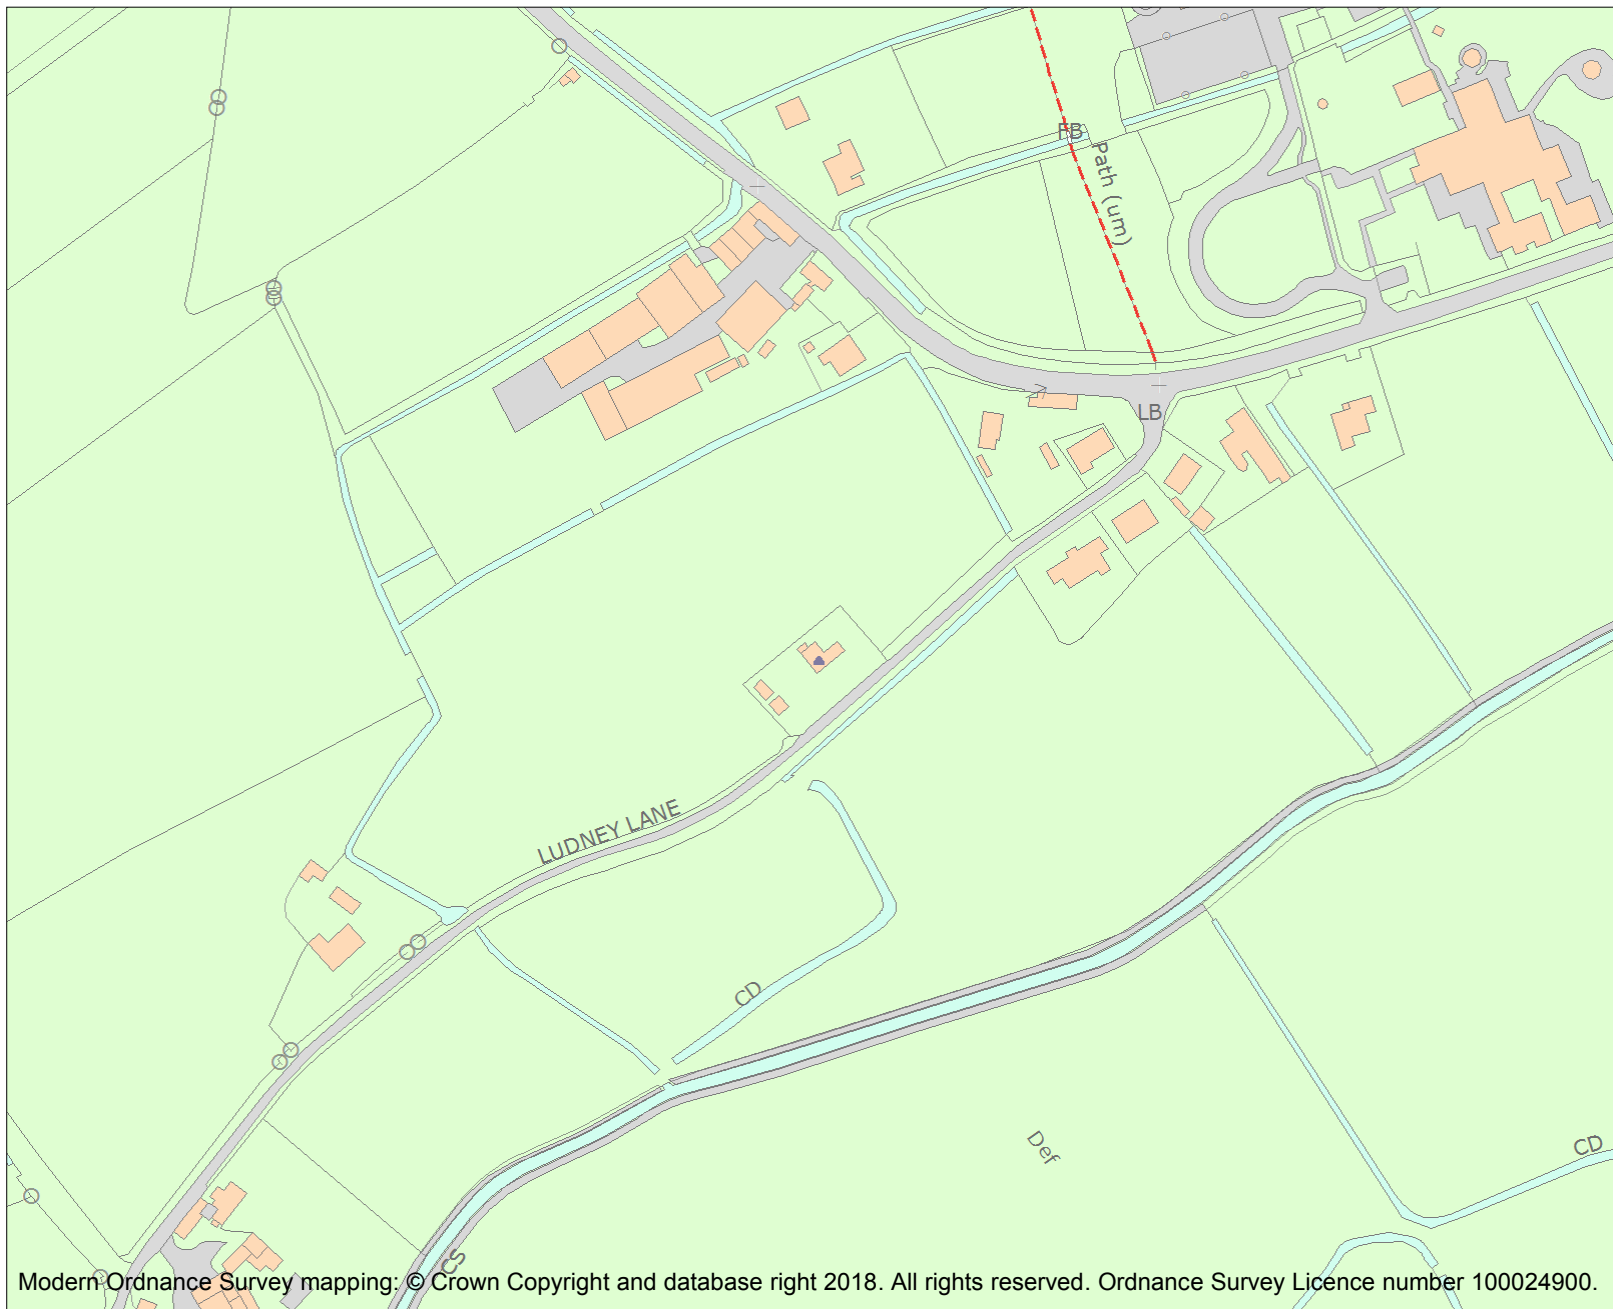 FB
Path (um)
LB
LUDNEY LANE
CD
Def
CD
CS
Modern Ordnance Survey mapping: © Crown Copyright and database right 2018. All rights reserved. Ordnance Survey Licence number 100024900.